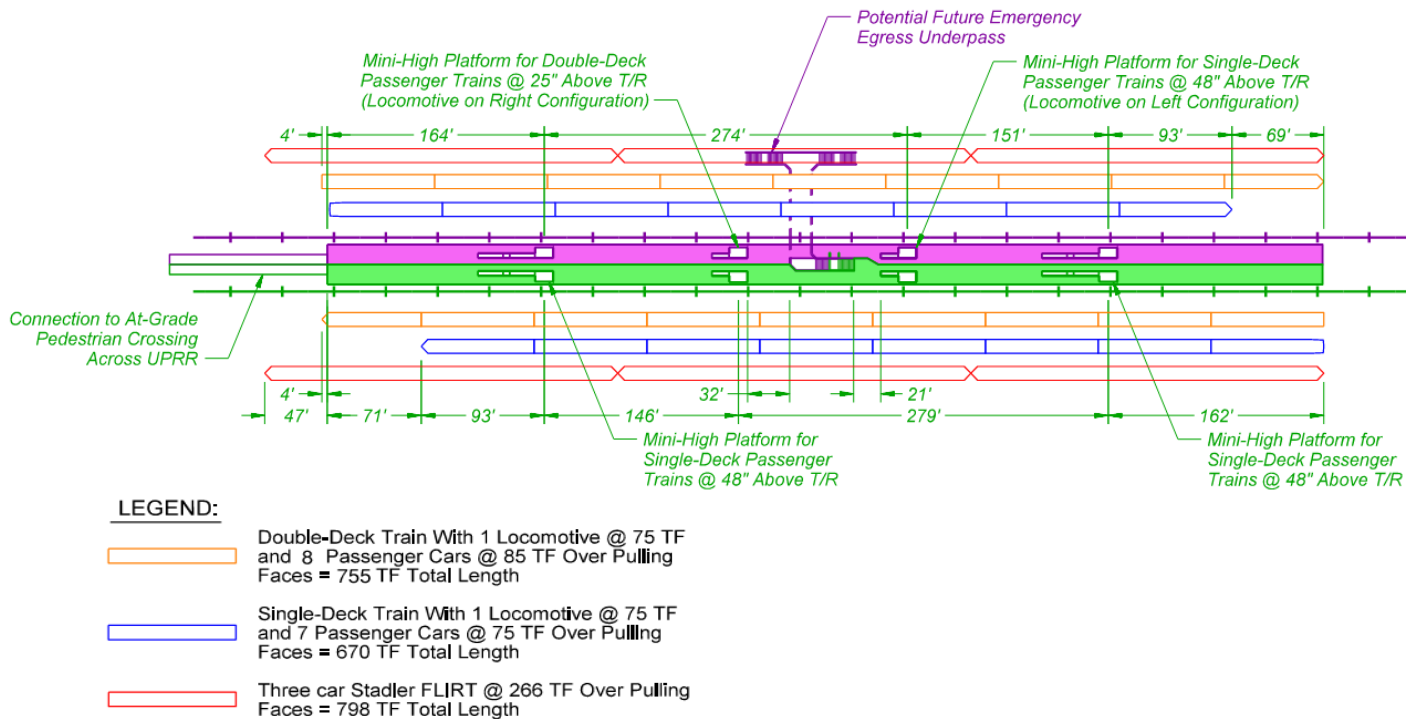 Potential Future Emergency
Egress Underpass
Mini-High Platform for Double-Deck
Passenger Trains @ 25" Above T/R
(Locomotive on Right Configuration)
Mini-High Platform for Single-Deck
Passenger Trains @ 48" Above T/R
(Locomotive on Left Configuration)
4' 164' 274' 151' 93' 69'
Connection to At-Grade
Pedestrian Crossing
Across UPRR
4' 32' 21'
47' 71' 93' 146' 279' 162'
Mini-High Platform for
Single-Deck Passenger
Trains @ 48" Above T/R
Mini-High Platform for
Single-Deck Passenger
Trains @ 48" Above T/R
LEGEND:
Double-Deck Train With 1 Locomotive @ 75 TF
and 8 Passenger Cars @ 85 TF Over Pulling
Faces = 755 TF Total Length
Single-Deck Train With 1 Locomotive @ 75 TF
and 7 Passenger Cars @ 75 TF Over Pulling
Faces = 670 TF Total Length
Three car Stadler FLIRT @ 266 TF Over Pulling
Faces = 798 TF Total Length